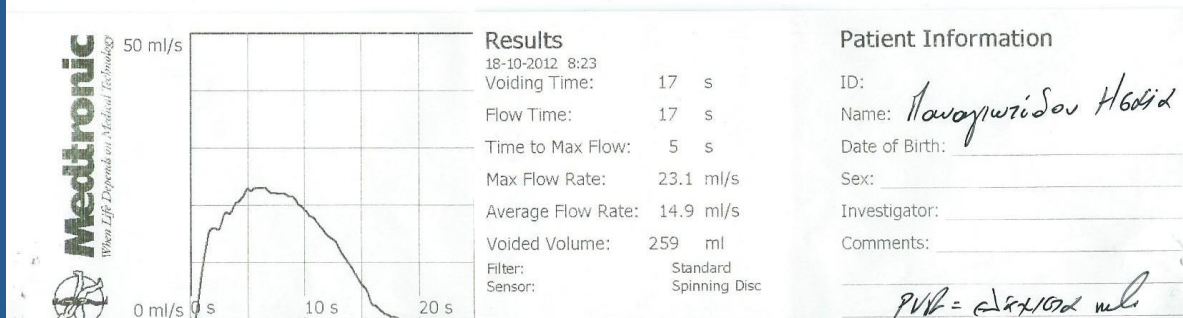 Medtronic
When Life Depends on Medical Technology
50 ml/s
0 ml/s
0 s
10 s
20 s
Results
18-10-2012 8:23
Voiding Time: 17 s
Flow Time: 17 s
Time to Max Flow: 5 s
Max Flow Rate: 23.1 ml/s
Average Flow Rate: 14.9 ml/s
Voided Volume: 259 ml
Filter: Standard
Sensor: Spinning Disc
Patient Information
ID:
Name: Παναγιωτίδου Ησαΐα
Date of Birth:
Sex:
Investigator:
Comments:
PVR = ελάχιστα